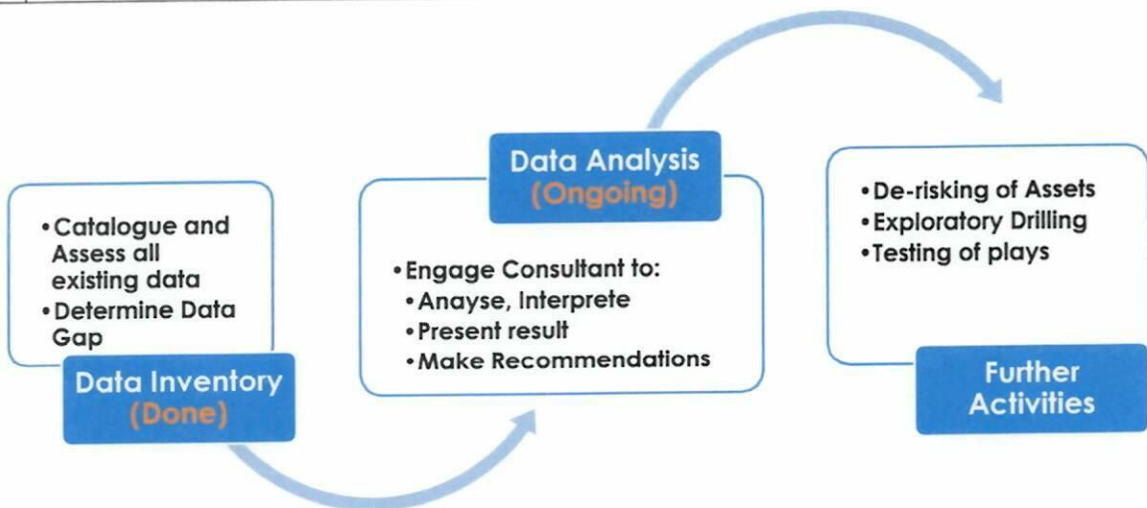 • Catalogue and
Assess all
existing data
• Determine Data
Gap
Data Inventory
(Done)
Data Analysis
(Ongoing)
• Engage Consultant to:
• Anayse, Interprete
• Present result
• Make Recommendations
• De-risking of Assets
• Exploratory Drilling
• Testing of plays
Further
Activities